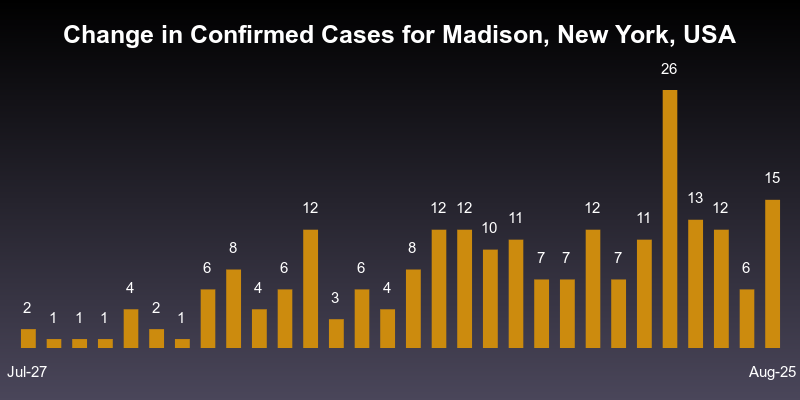 Change in Confirmed Cases for Madison, New York, USA
2 1 1 1 4 2 1 6 8 4 6 12 3 6 4 8 12 12 10 11 7 7 12 7 11 26 13 12 6 15
Jul-27 Aug-25